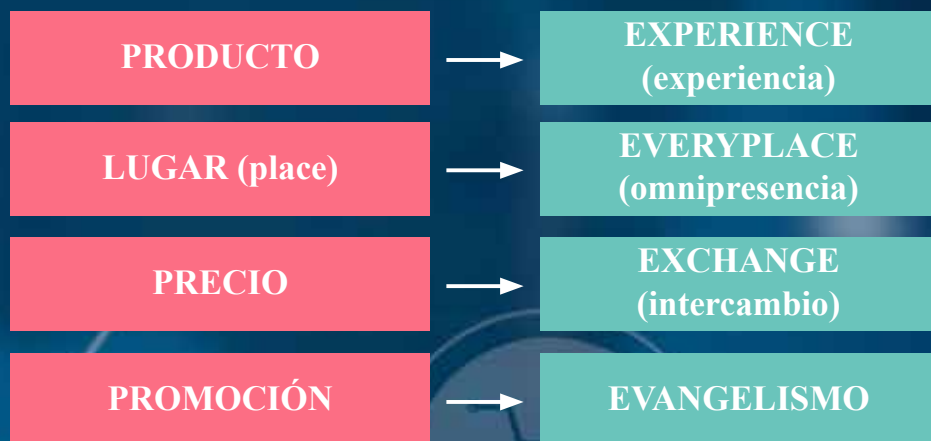 PRODUCTO
EXPERIENCE
(experiencia)
LUGAR (place)
EVERYPLACE
(omnipresencia)
PRECIO
EXCHANGE
(intercambio)
PROMOCIÓN
EVANGELISMO